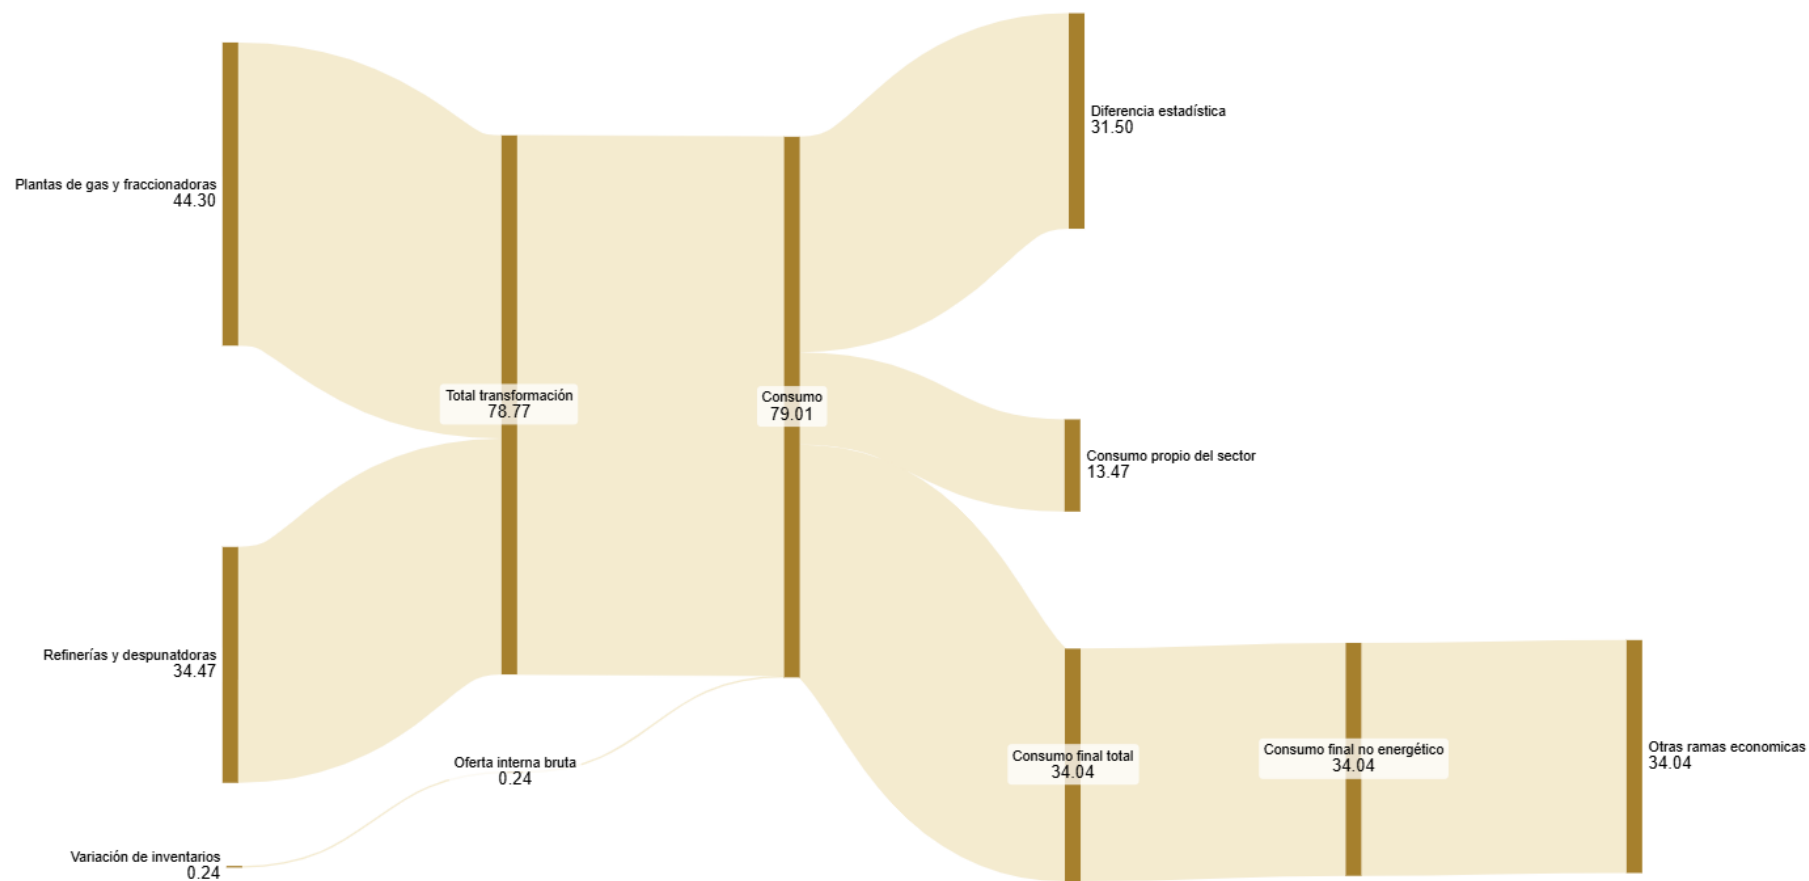 Plantas de gas y fraccionadoras
44.30
Refinerías y despunatdoras
34.47
Variación de inventarios
0.24
Total transformación
78.77
Oferta interna bruta
0.24
Consumo
79.01
Diferencia estadística
31.50
Consumo propio del sector
13.47
Consumo final total
34.04
Consumo final no energético
34.04
Otras ramas economicas
34.04